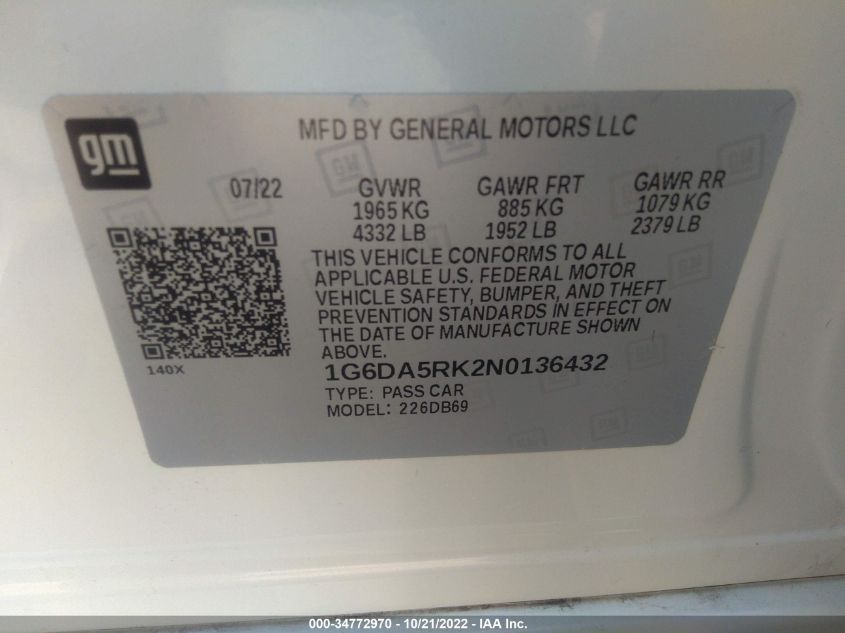 gm
MFD BY GENERAL MOTORS LLC
07/22
GVWR GAWR FRT GAWR RR
1965 KG 885 KG 1079 KG
4332 LB 1952 LB 2379 LB
THIS VEHICLE CONFORMS TO ALL
APPLICABLE U.S. FEDERAL MOTOR
VEHICLE SAFETY, BUMPER, AND THEFT
PREVENTION STANDARDS IN EFFECT ON
THE DATE OF MANUFACTURE SHOWN
ABOVE.
140X
1G6DA5RK2N0136432
TYPE: PASS CAR
MODEL: 226DB69
000-34772970 - 10/21/2022 - IAA Inc.